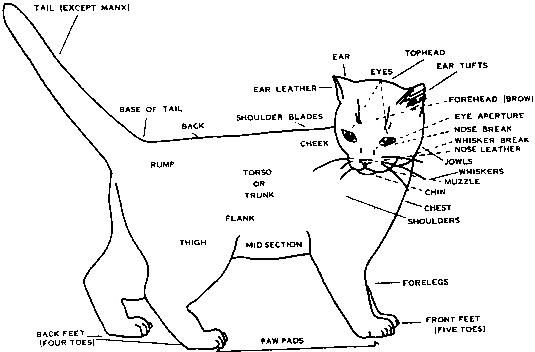 TAIL (EXCEPT MANX)
EAR
TOPHEAD
EYES
EAR TUFTS
EAR LEATHER
FOREHEAD (BROW)
BASE OF TAIL
SHOULDER BLADES
EYE APERTURE
BACK
NOSE BREAK
CHEEK
WHISKER BREAK
NOSE LEATHER
RUMP
JOWLS
TORSO
OR
TRUNK
WHISKERS
MUZZLE
CHIN
CHEST
FLANK
SHOULDERS
THIGH
MIDSECTION
FORELEGS
BACK FEET
(FOUR TOES)
PAW PADS
FRONT FEET
(FIVE TOES)